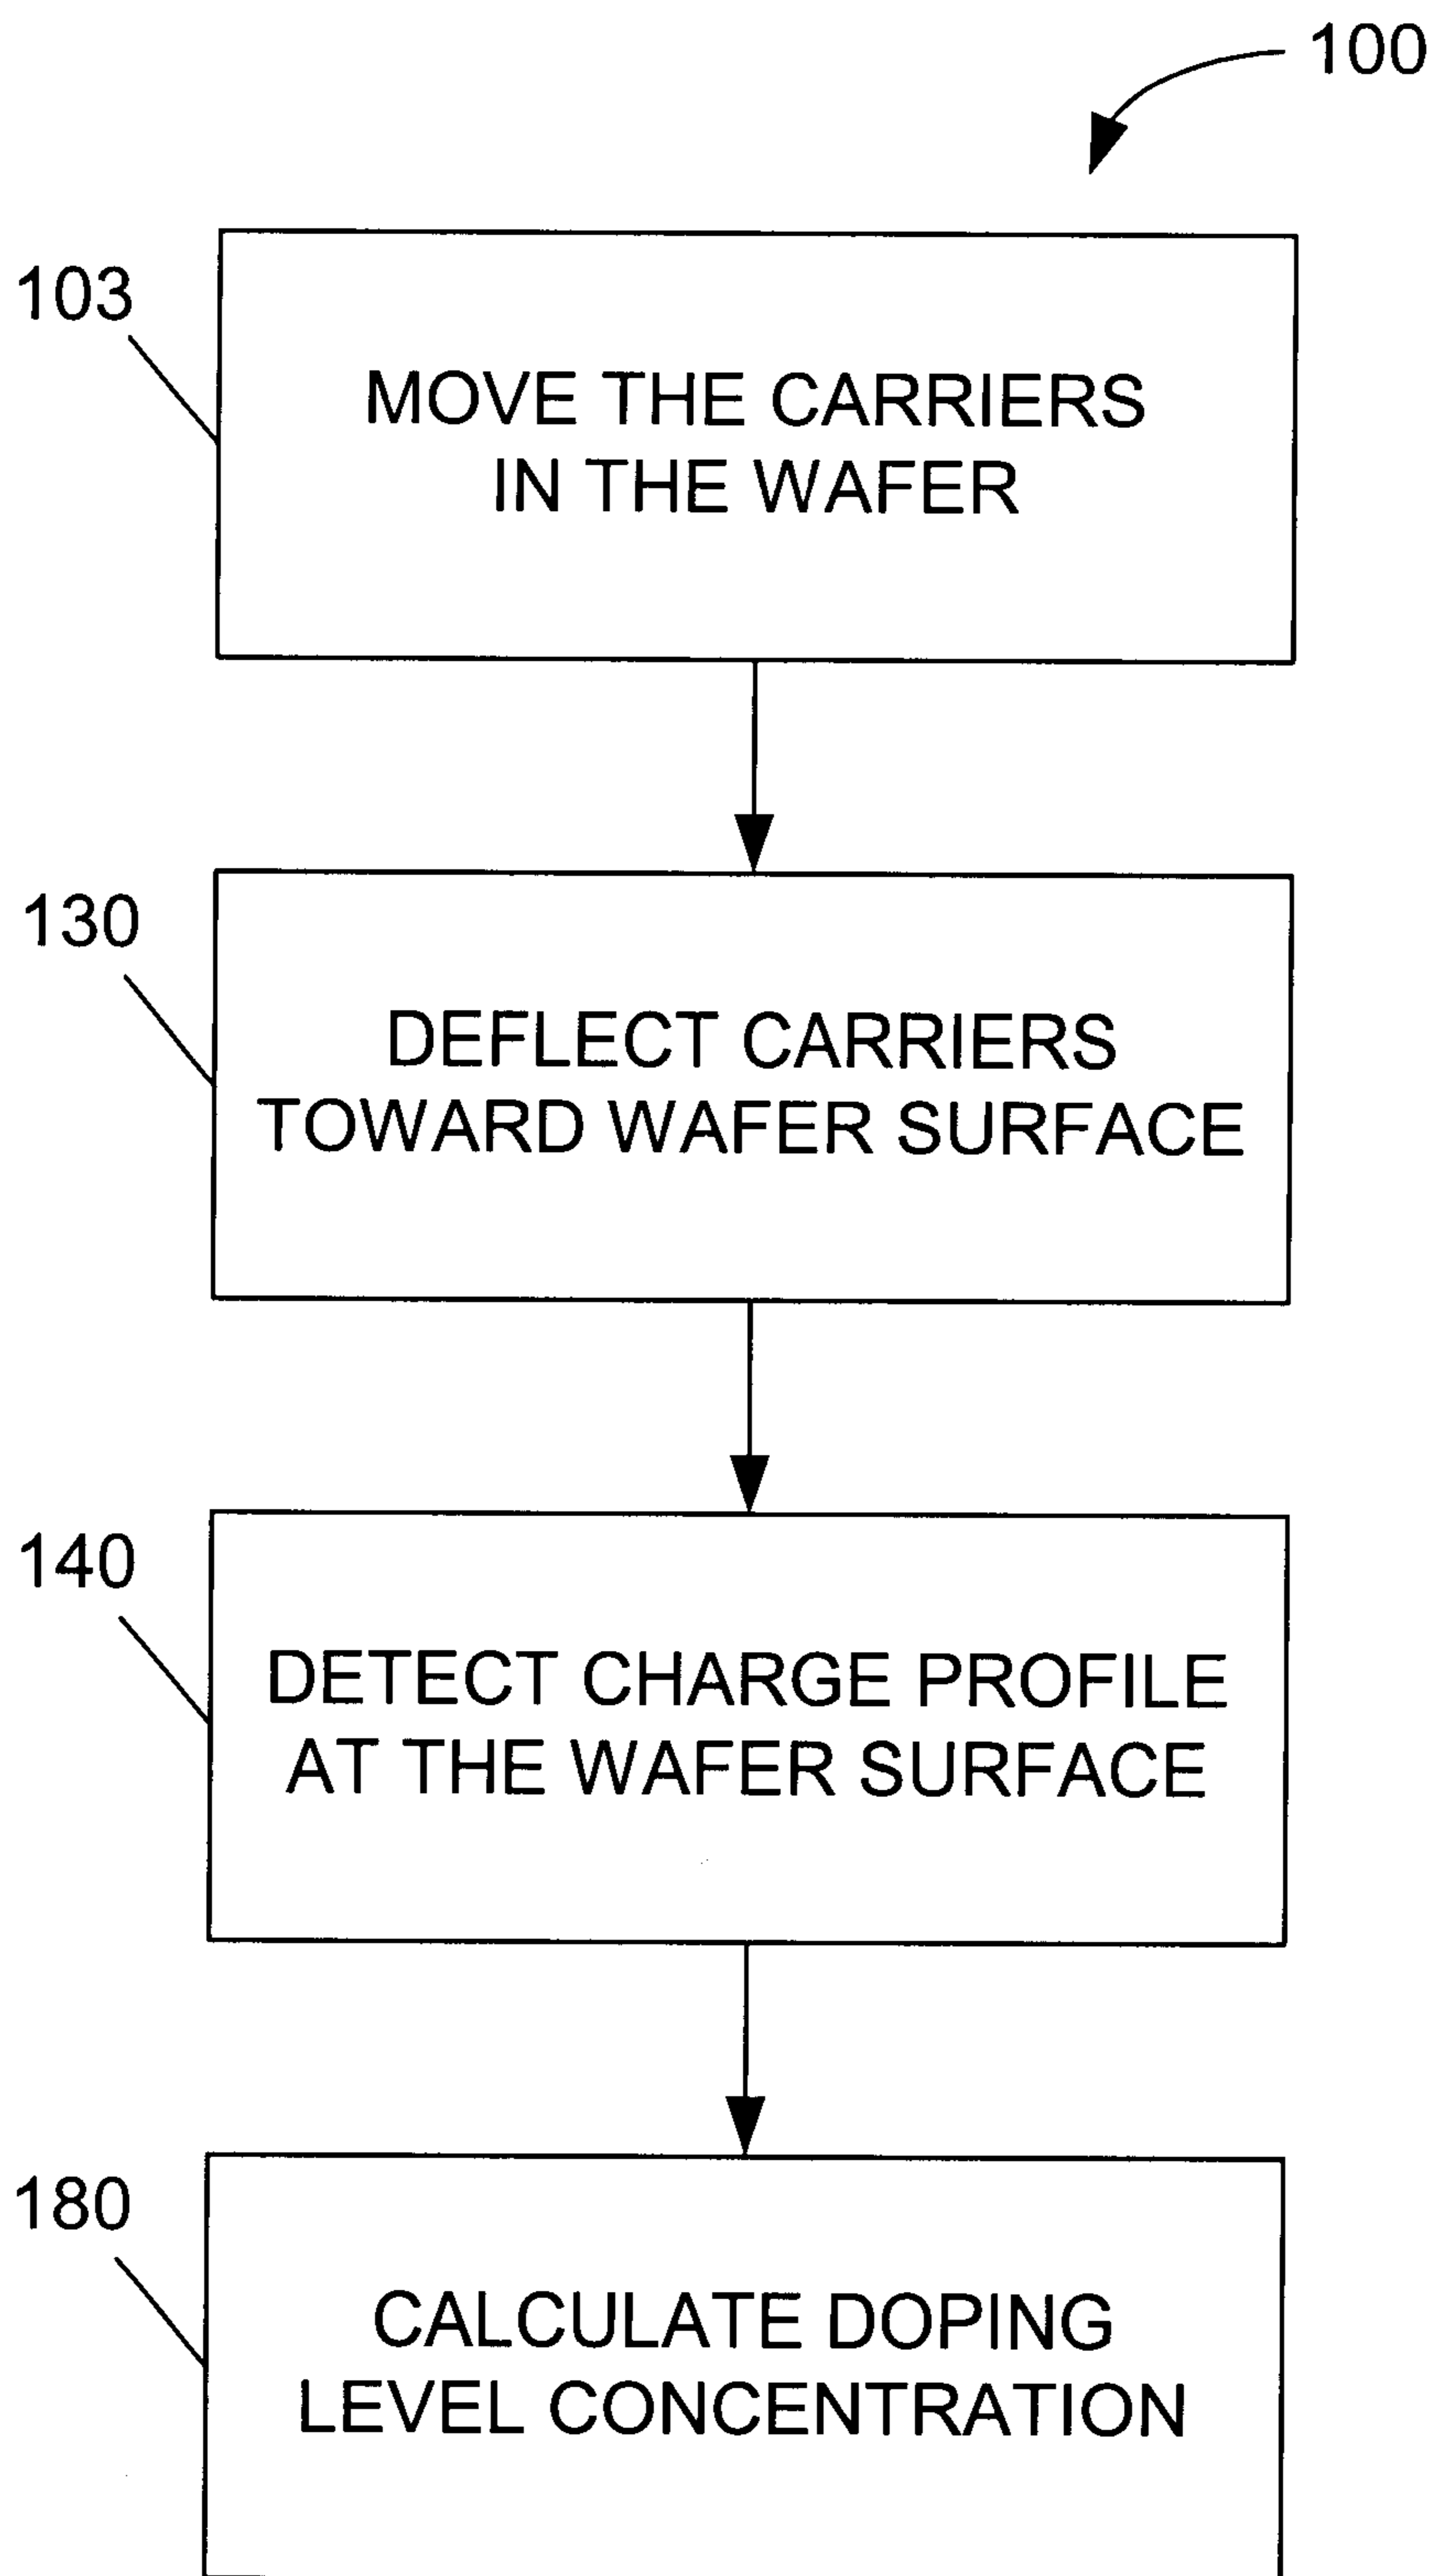 100
103
MOVE THE CARRIERS
IN THE WAFER
130
DEFLECT CARRIERS
TOWARD WAFER SURFACE
140
DETECT CHARGE PROFILE
AT THE WAFER SURFACE
180
CALCULATE DOPING
LEVEL CONCENTRATION